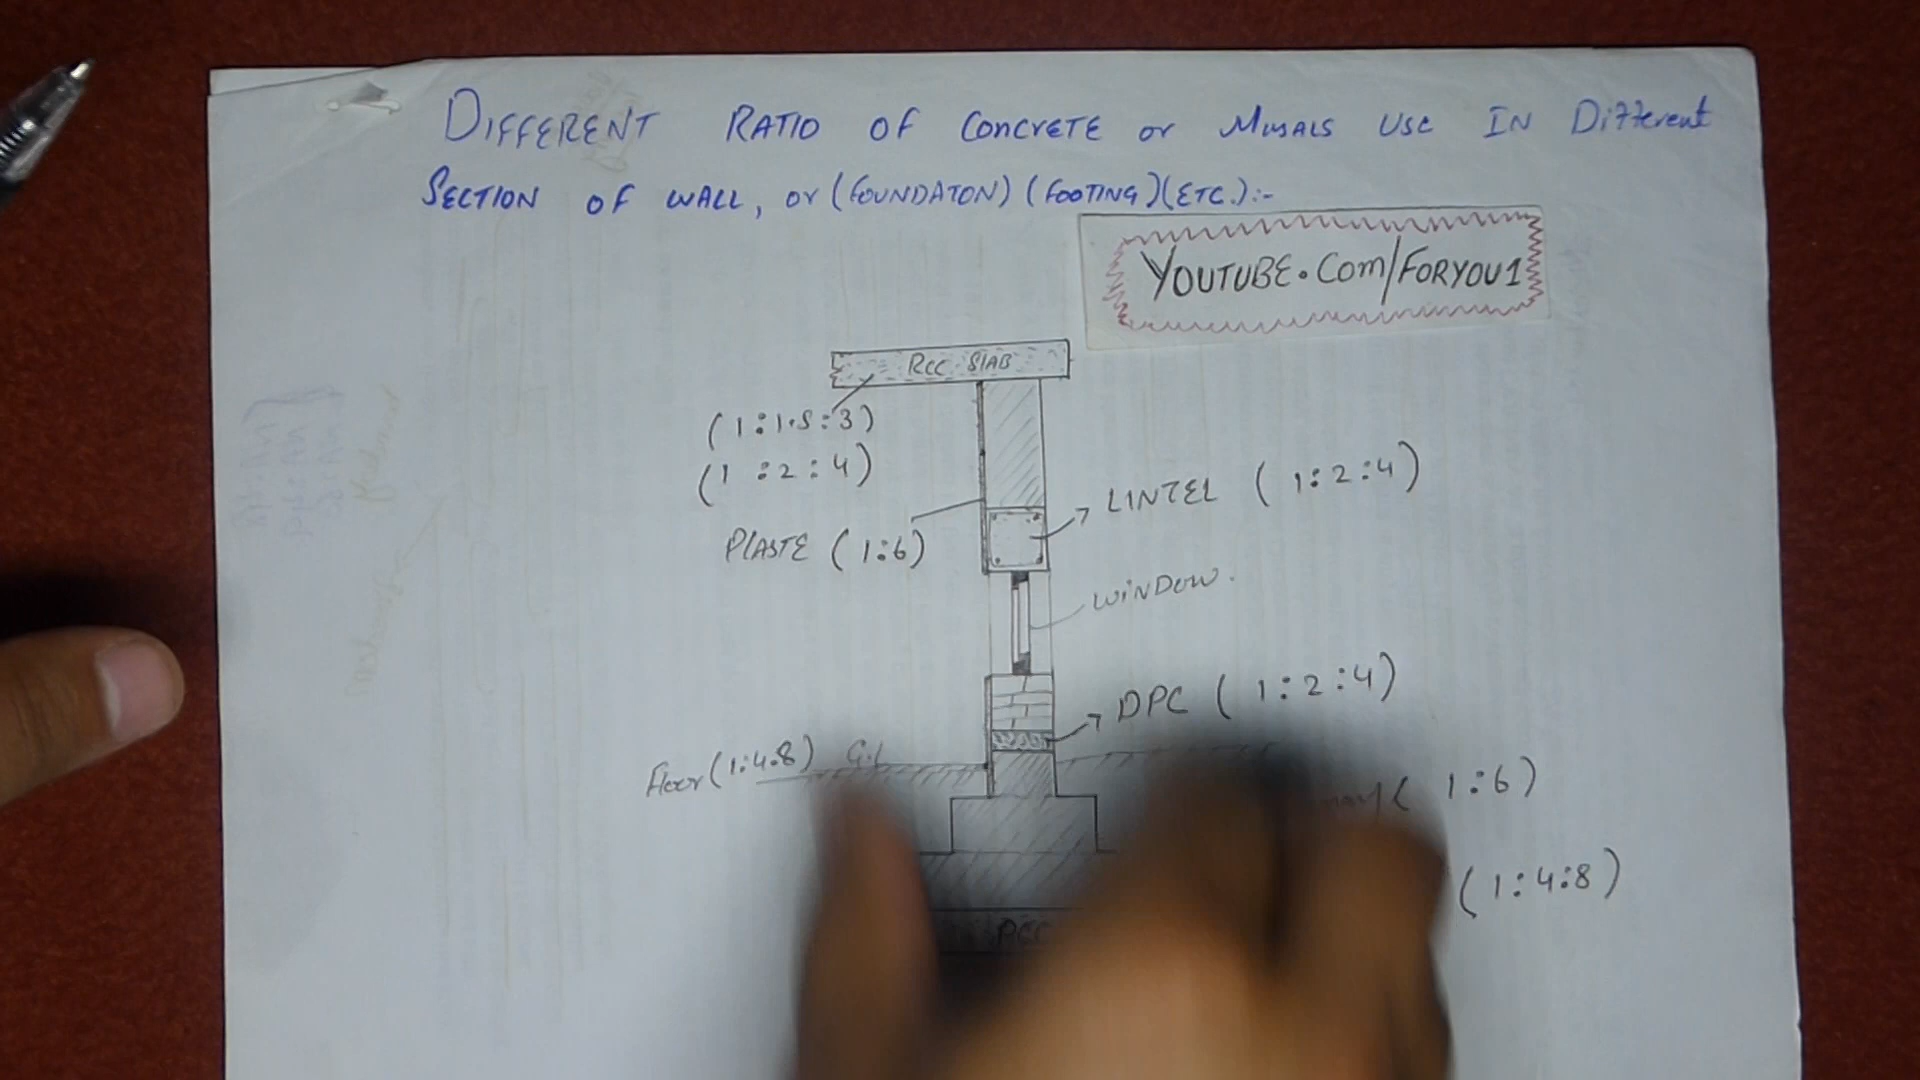 DIFFERENT RATIO OF CONCRETE or MUSALS USE IN Different
SECTION OF WALL, or (FOUNDATON) (FOOTING)(ETC.):-
YOUTUBE.Com/FORYOU1
RCC SLAB
(1:1.5:3)
(1:2:4)
LINTEL (1:2:4)
PLASTE (1:6)
WINDOW.
DPC (1:2:4)
Floor (1:4:8) G.L
(1:6)
(1:4:8)
PCC